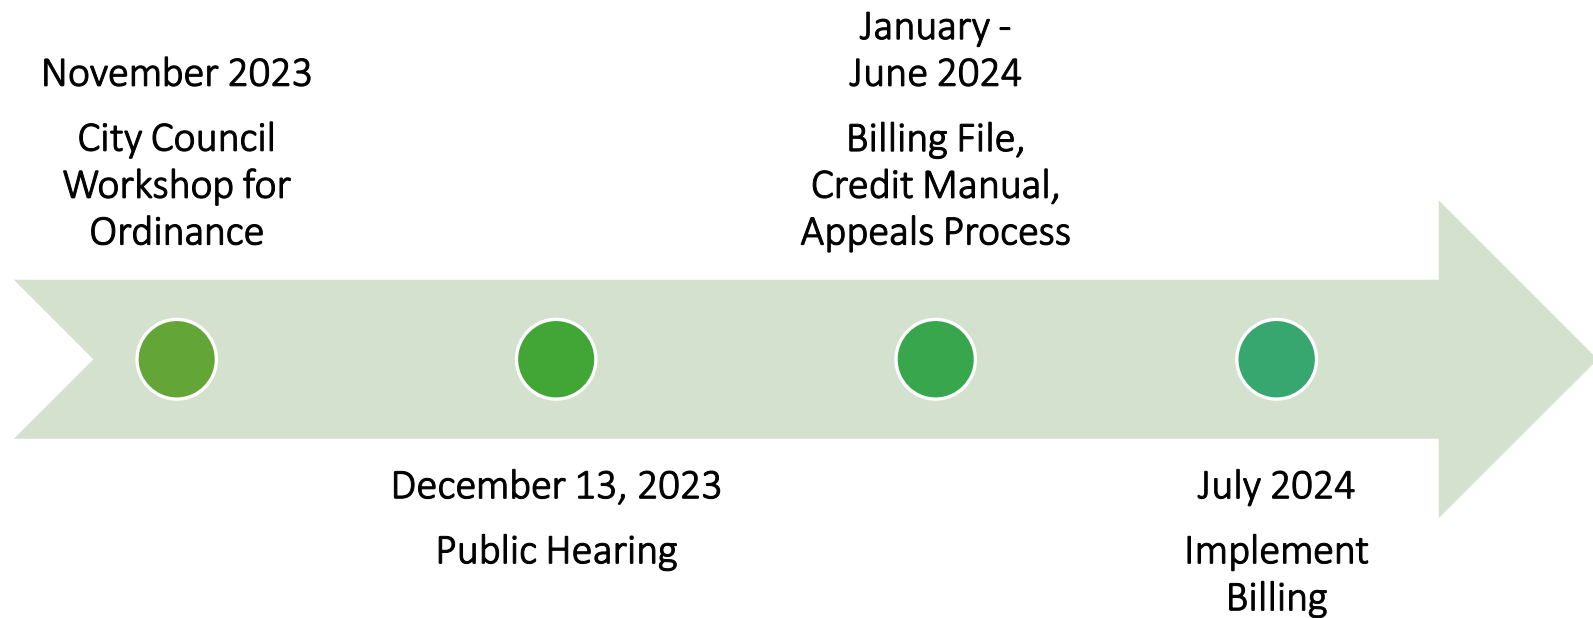 November 2023
City Council
Workshop for
Ordinance
December 13, 2023
Public Hearing
January -
June 2024
Billing File,
Credit Manual,
Appeals Process
July 2024
Implement
Billing